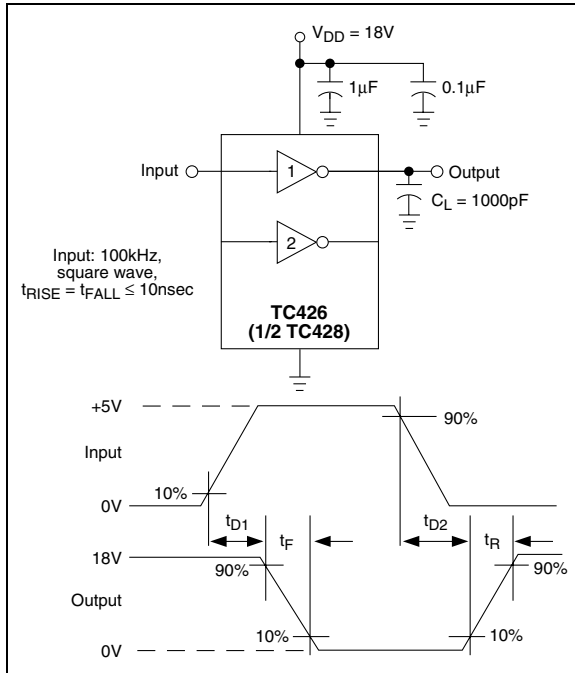 V_DD = 18V
1μF
0.1μF
Input
1
Output
C_L = 1000pF
2
Input: 100kHz,
square wave,
t_RISE = t_FALL ≤ 10nsec
TC426
(1/2 TC428)
+5V
90%
Input
10%
0V
t_D1
t_F
t_D2
t_R
18V
90%
90%
Output
10%
10%
0V